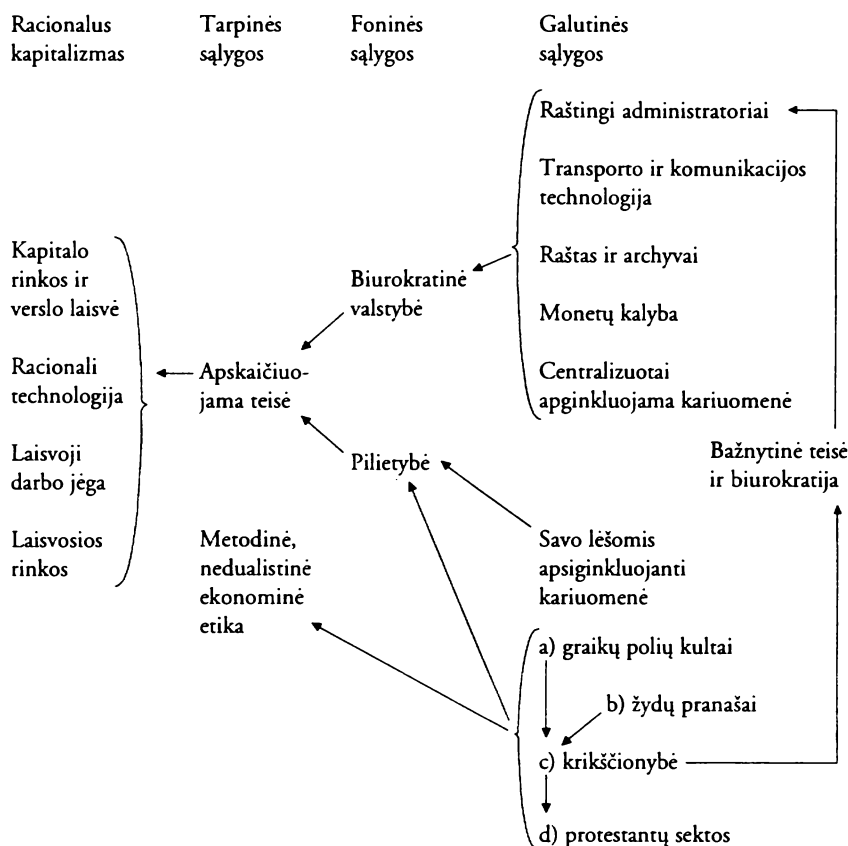 Racionalus
kapitalizmas
Tarpinės
sąlygos
Foninės
sąlygos
Galutinės
sąlygos
Kapitalo
rinkos ir
verslo laisvė
Racionali
technologija
Laisvoji
darbo jėga
Laisvosios
rinkos
Apskaičiuo-
jama teisė
Metodinė,
nedualistinė
ekonominė
etika
Biurokratinė
valstybė
Pilietybė
Raštingi administratoriai
Transporto ir komunikacijos
technologija
Raštas ir archyvai
Monetų kalyba
Centralizuotai
apginkluojama kariuomenė
Savo lėšomis
apsiginkluojanti
kariuomenė
a) graikų polių kultai
b) žydų pranašai
c) krikščionybė
d) protestantų sektos
Bažnytinė teisė
ir biurokratija